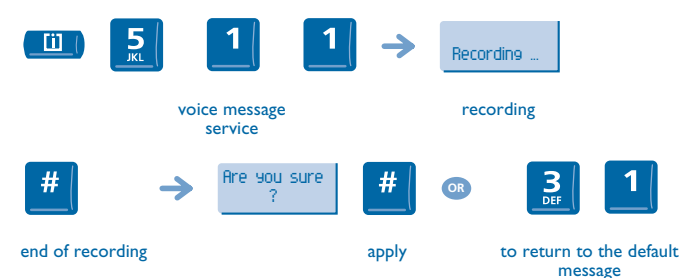 i
5
JKL
1
1
Recording ...
voice message
service
recording
#
Are you sure
?
#
OR
3
DEF
1
end of recording
apply
to return to the default
message